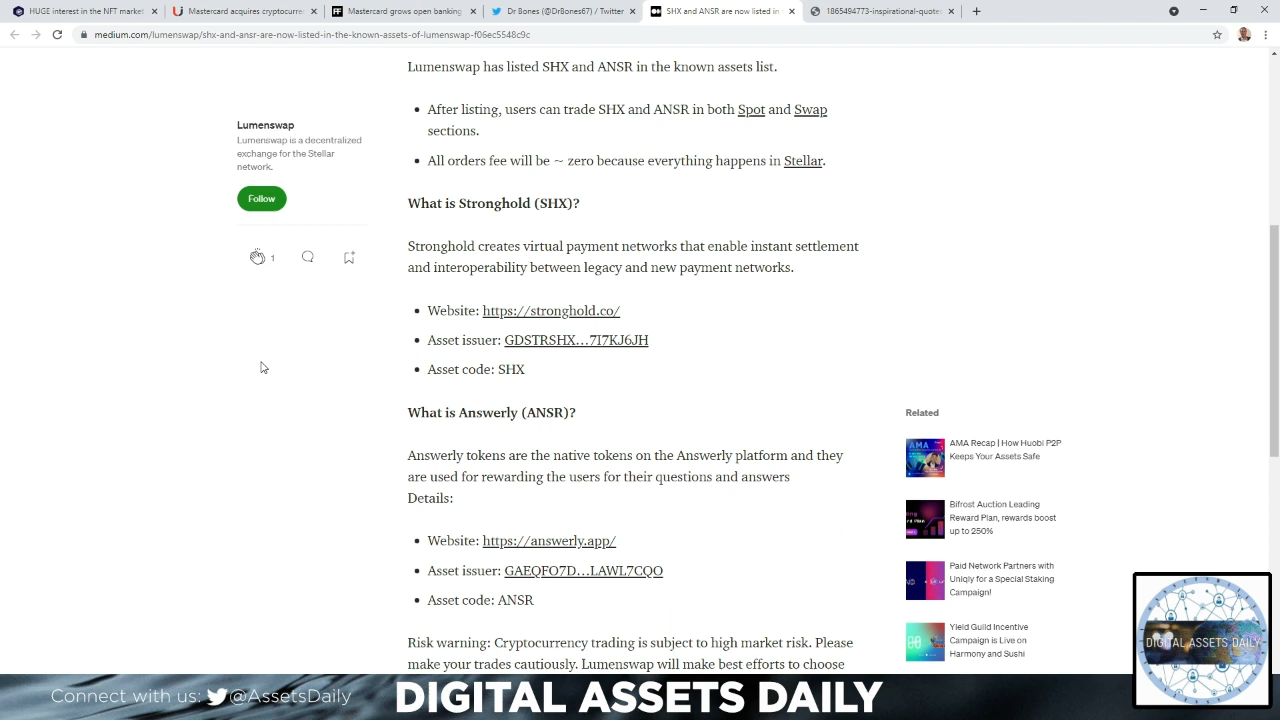 HUGE interest in the NFT market:
Mastercard acquires cryptocurren
Mastercard grows open banking
Dr Bones (@DrBones67) / Twitter
SHX and ANSR are now listed in
1865494773-inspirational-quotes
medium.com/lumenswap/shx-and-ansr-are-now-listed-in-the-known-assets-of-lumenswap-f06ec5548c9c
Lumenswap has listed SHX and ANSR in the known assets list.
After listing, users can trade SHX and ANSR in both Spot and Swap
sections.
All orders fee will be ~ zero because everything happens in Stellar.
Lumenswap
Lumenswap is a decentralized
exchange for the Stellar
network.
Follow
1
What is Stronghold (SHX)?
Stronghold creates virtual payment networks that enable instant settlement
and interoperability between legacy and new payment networks.
Website: https://stronghold.co/
Asset issuer: GDSTRSHX…7I7KJ6JH
Asset code: SHX
What is Answerly (ANSR)?
Answerly tokens are the native tokens on the Answerly platform and they
are used for rewarding the users for their questions and answers
Details:
Website: https://answerly.app/
Asset issuer: GAEQFO7D…LAWL7CQO
Asset code: ANSR
Risk warning: Cryptocurrency trading is subject to high market risk. Please
make your trades cautiously. Lumenswap will make best efforts to choose
Related
AMA Recap | How Huobi P2P
Keeps Your Assets Safe
Bifrost Auction Leading
Reward Plan, rewards boost
up to 250%
Paid Network Partners with
Uniqly for a Special Staking
Campaign!
Yield Guild Incentive
Campaign is Live on
Harmony and Sushi
DIGITAL ASSETS DAILY
Connect with us: @AssetsDaily
DIGITAL ASSETS DAILY